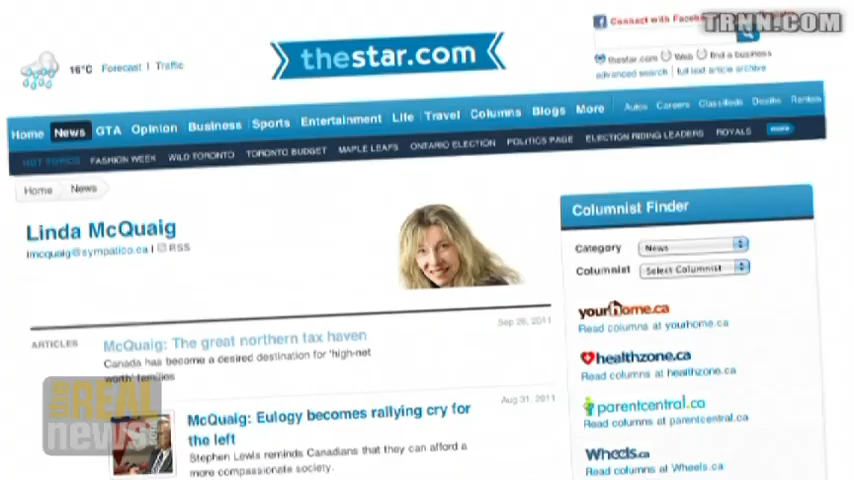 TRNN.COM
Connect with Faceb
thestar.com
16°C Forecast | Traffic
thestar.com Web find a business
advanced search | full text article archive
Home News GTA Opinion Business Sports Entertainment Life Travel Columns Blogs More Autos Careers Classifieds Deaths Rentals
HOT TOPICS FASHION WEEK WILD TORONTO TORONTO BUDGET MAPLE LEAFS ONTARIO ELECTION POLITICS PAGE ELECTION RIDING LEADERS ROYALS more
Home News
Linda McQuaig
lmcquaig@sympatico.ca | RSS
Columnist Finder
Category News
Columnist Select Columnist
yourhome.ca
Read columns at yourhome.ca
healthzone.ca
Read columns at healthzone.ca
parentcentral.ca
Read columns at parentcentral.ca
Wheels.ca
Read columns at Wheels.ca
ARTICLES
McQuaig: The great northern tax haven
Sep 26, 2011
Canada has become a desired destination for 'high-net
worth' families
McQuaig: Eulogy becomes rallying cry for
the left
Aug 31, 2011
Stephen Lewis reminds Canadians that they can afford a
more compassionate society.
the REAL
news